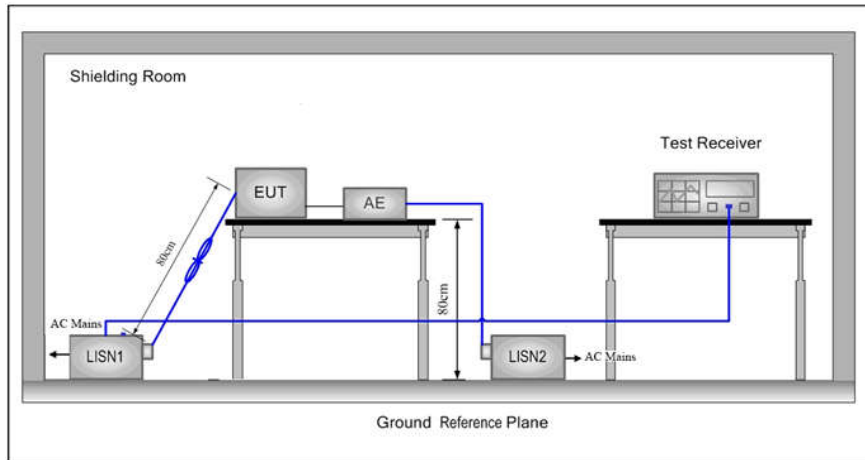 Shielding Room
Test Receiver
EUT
AE
80cm
80cm
AC Mains
LISN1
LISN2
AC Mains
Ground Reference Plane